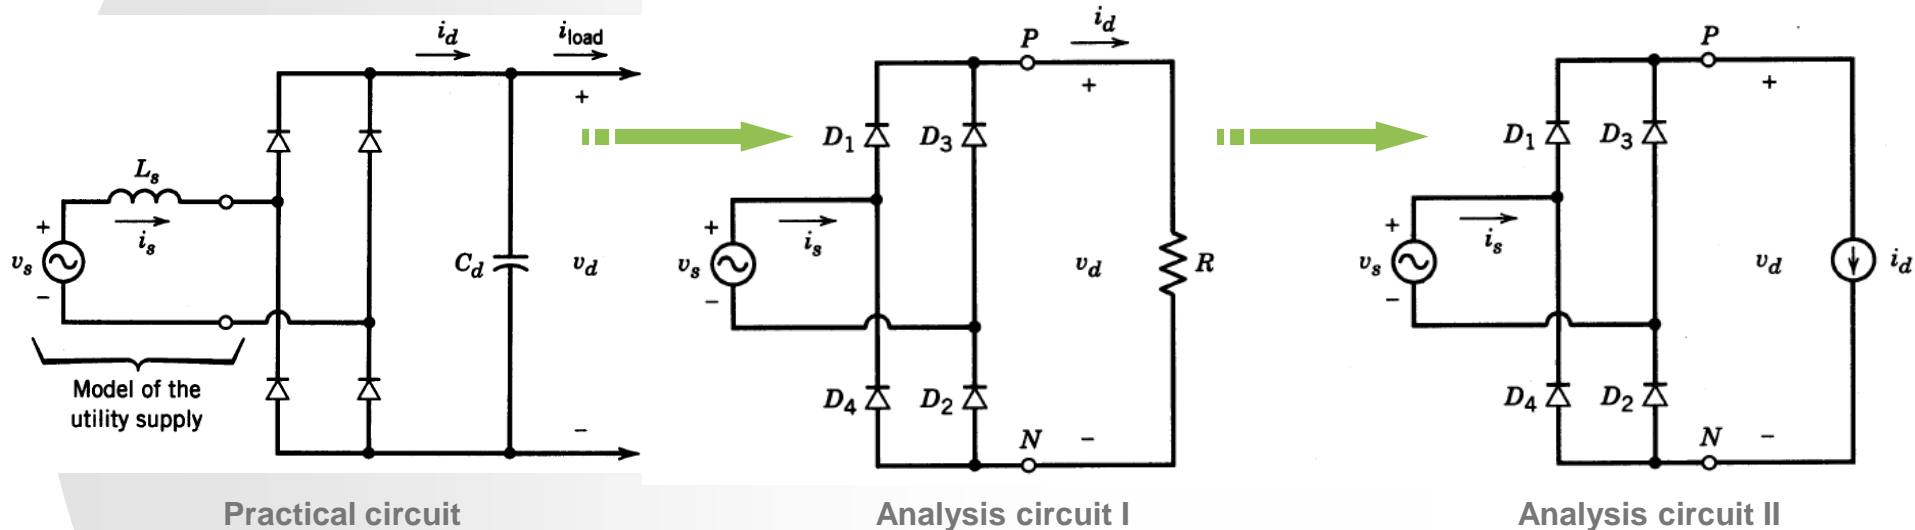 i_d
i_load
+
L_s
i_s
+
v_s
−
C_d
v_d
−
Model of the
utility supply
Practical circuit
P
i_d
+
D_1
D_3
+
i_s
v_s
−
v_d
R
D_4
D_2
N
−
Analysis circuit I
P
+
D_1
D_3
+
i_s
v_s
−
v_d
i_d
D_4
D_2
N
−
Analysis circuit II